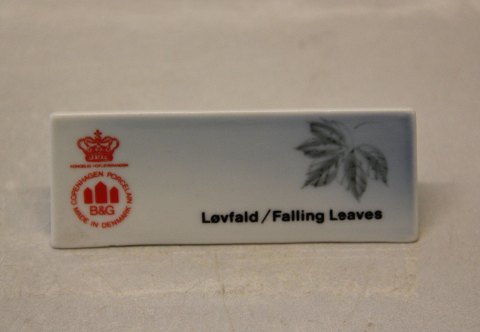 KONGELIG HOFLEVERANDØR
COPENHAGEN PORCELAIN
B&G
MADE IN DENMARK
Løvfald/Falling Leaves